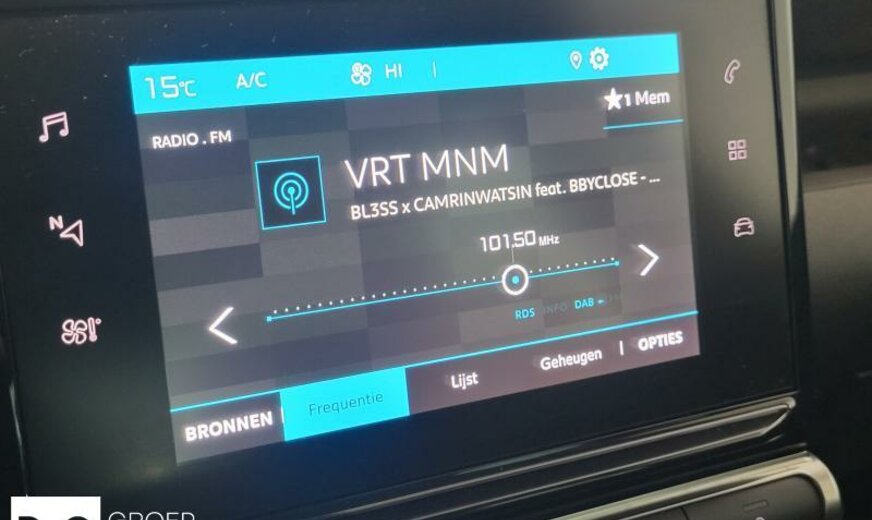 15°C A/C HI
★1 Mem
RADIO . FM
VRT MNM
BL3SS x CAMRINWATSIN feat. BBYCLOSE - ...
101.50 MHz
RDS INFO DAB
BRONNEN Frequentie Lijst Geheugen | OPTIES
N
GROEP